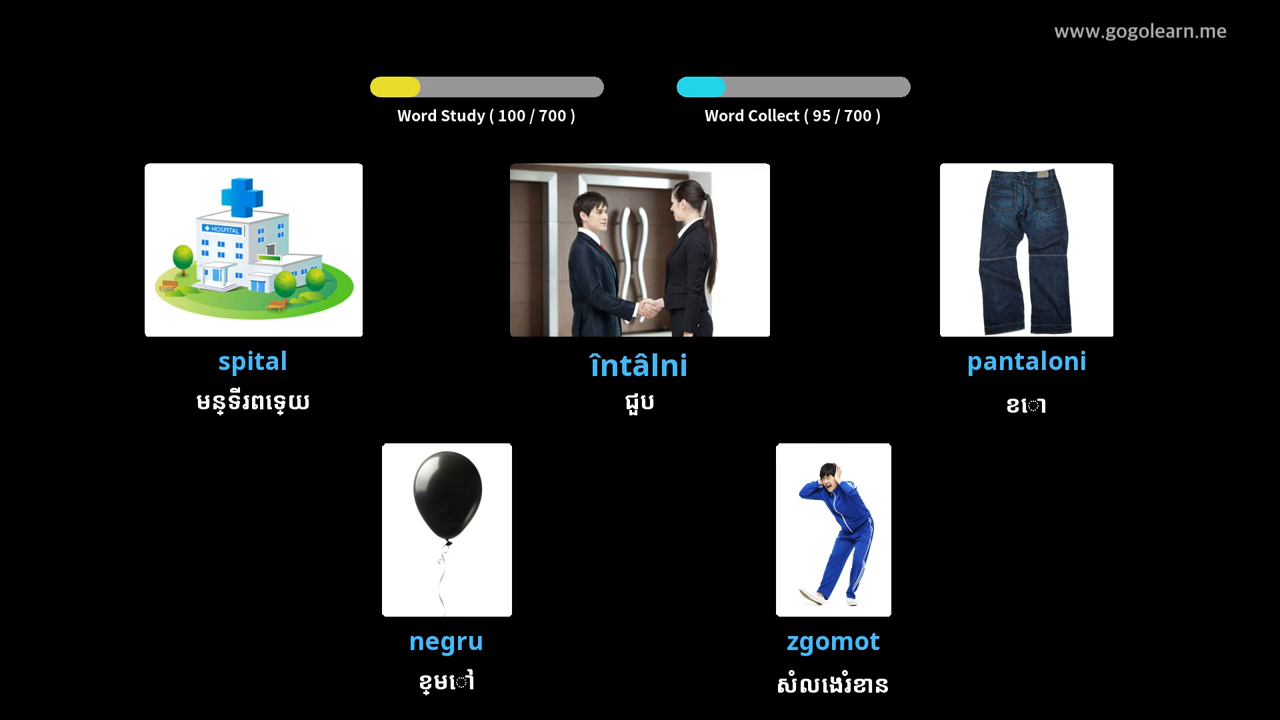 www.gogolearn.me
Word Study ( 100 / 700 )
Word Collect ( 95 / 700 )
HOSPITAL
spital
មន្ទីរពេទ្យ
întâlni
ជួប
pantaloni
ខោ
negru
ខ្មៅ
zgomot
សំលេងរំខាន